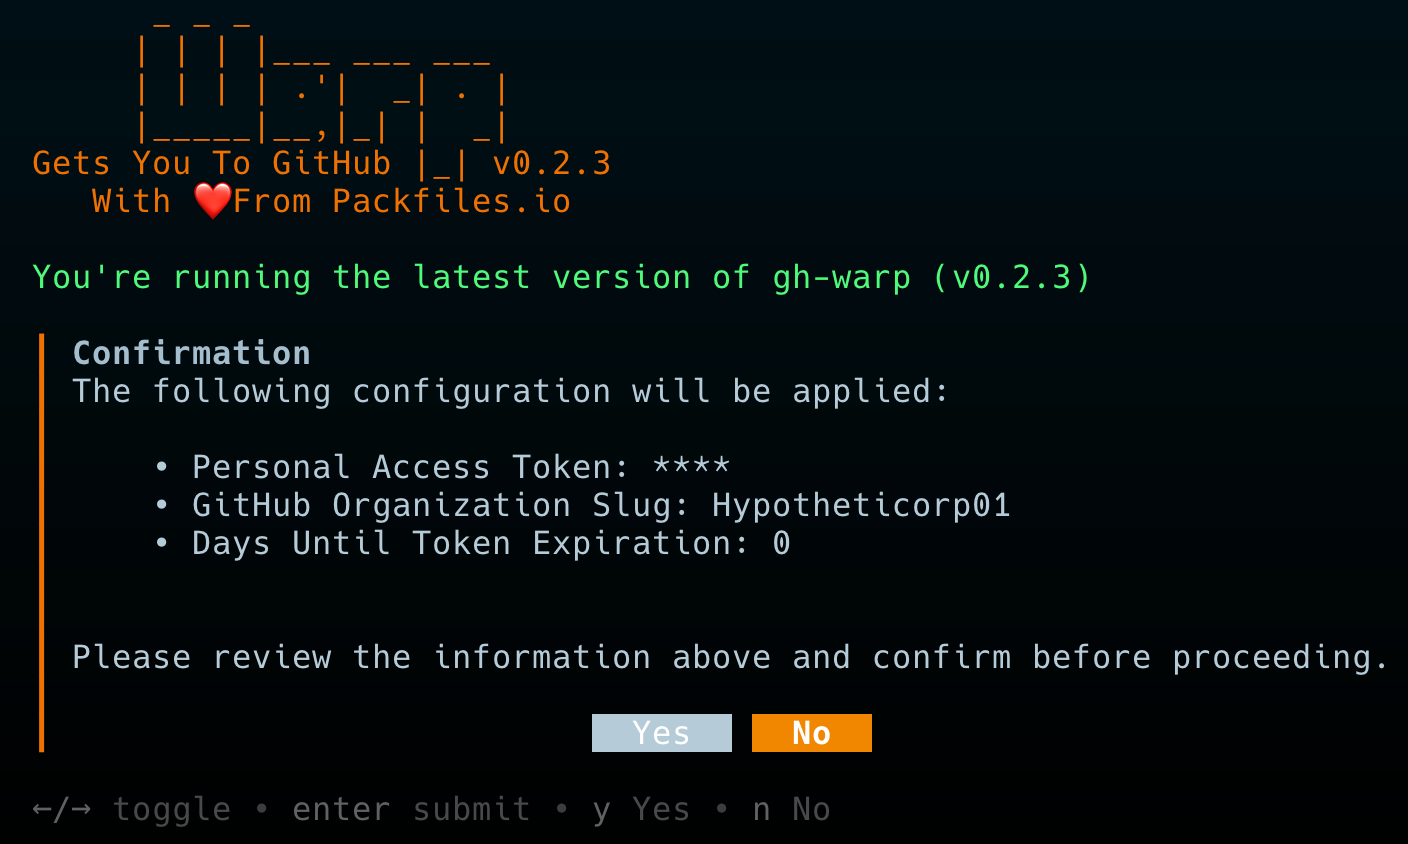 _ _ _
| | | |___ ___ ___
| | | | .'|  _| . |
|_____|__,|_| |  _|
Gets You To GitHub |_| v0.2.3
With ❤️From Packfiles.io
You're running the latest version of gh-warp (v0.2.3)
Confirmation
The following configuration will be applied:
• Personal Access Token: ****
• GitHub Organization Slug: Hypotheticorp01
• Days Until Token Expiration: 0
Please review the information above and confirm before proceeding.
Yes No
←/→ toggle • enter submit • y Yes • n No